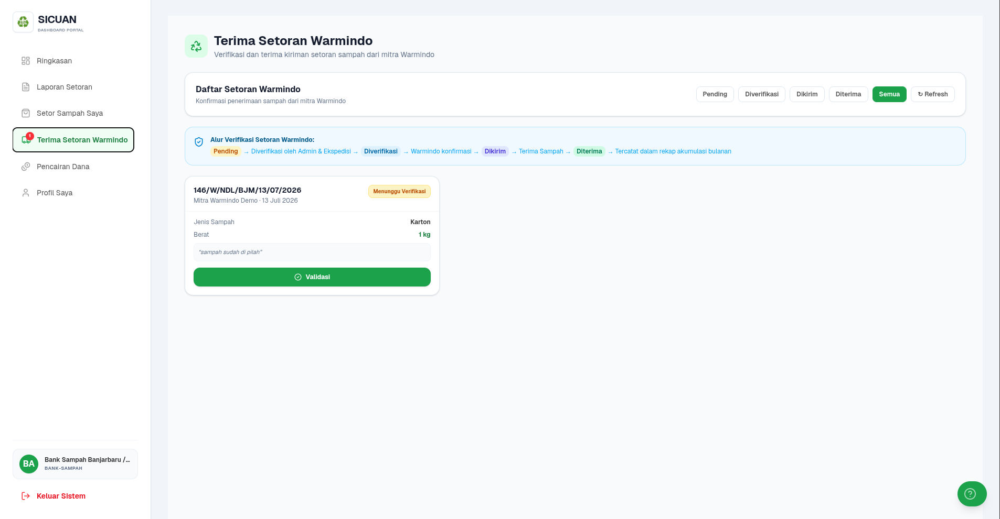 SICUAN
DASHBOARD PORTAL
Ringkasan
Laporan Setoran
Setor Sampah Saya
1
Terima Setoran Warmindo
Pencairan Dana
Profil Saya
BA
Bank Sampah Banjarbaru /...
BANK-SAMPAH
Keluar Sistem
Terima Setoran Warmindo
Verifikasi dan terima kiriman setoran sampah dari mitra Warmindo
Daftar Setoran Warmindo
Konfirmasi penerimaan sampah dari mitra Warmindo
Pending Diverifikasi Dikirim Diterima Semua ↻ Refresh
Alur Verifikasi Setoran Warmindo:
Pending → Diverifikasi oleh Admin & Ekspedisi → Diverifikasi → Warmindo konfirmasi → Dikirim → Terima Sampah → Diterima → Tercatat dalam rekap akumulasi bulanan
146/W/NDL/BJM/13/07/2026 Menunggu Verifikasi
Mitra Warmindo Demo · 13 Juli 2026
Jenis Sampah Karton
Berat 1 kg
"sampah sudah di pilah"
Validasi